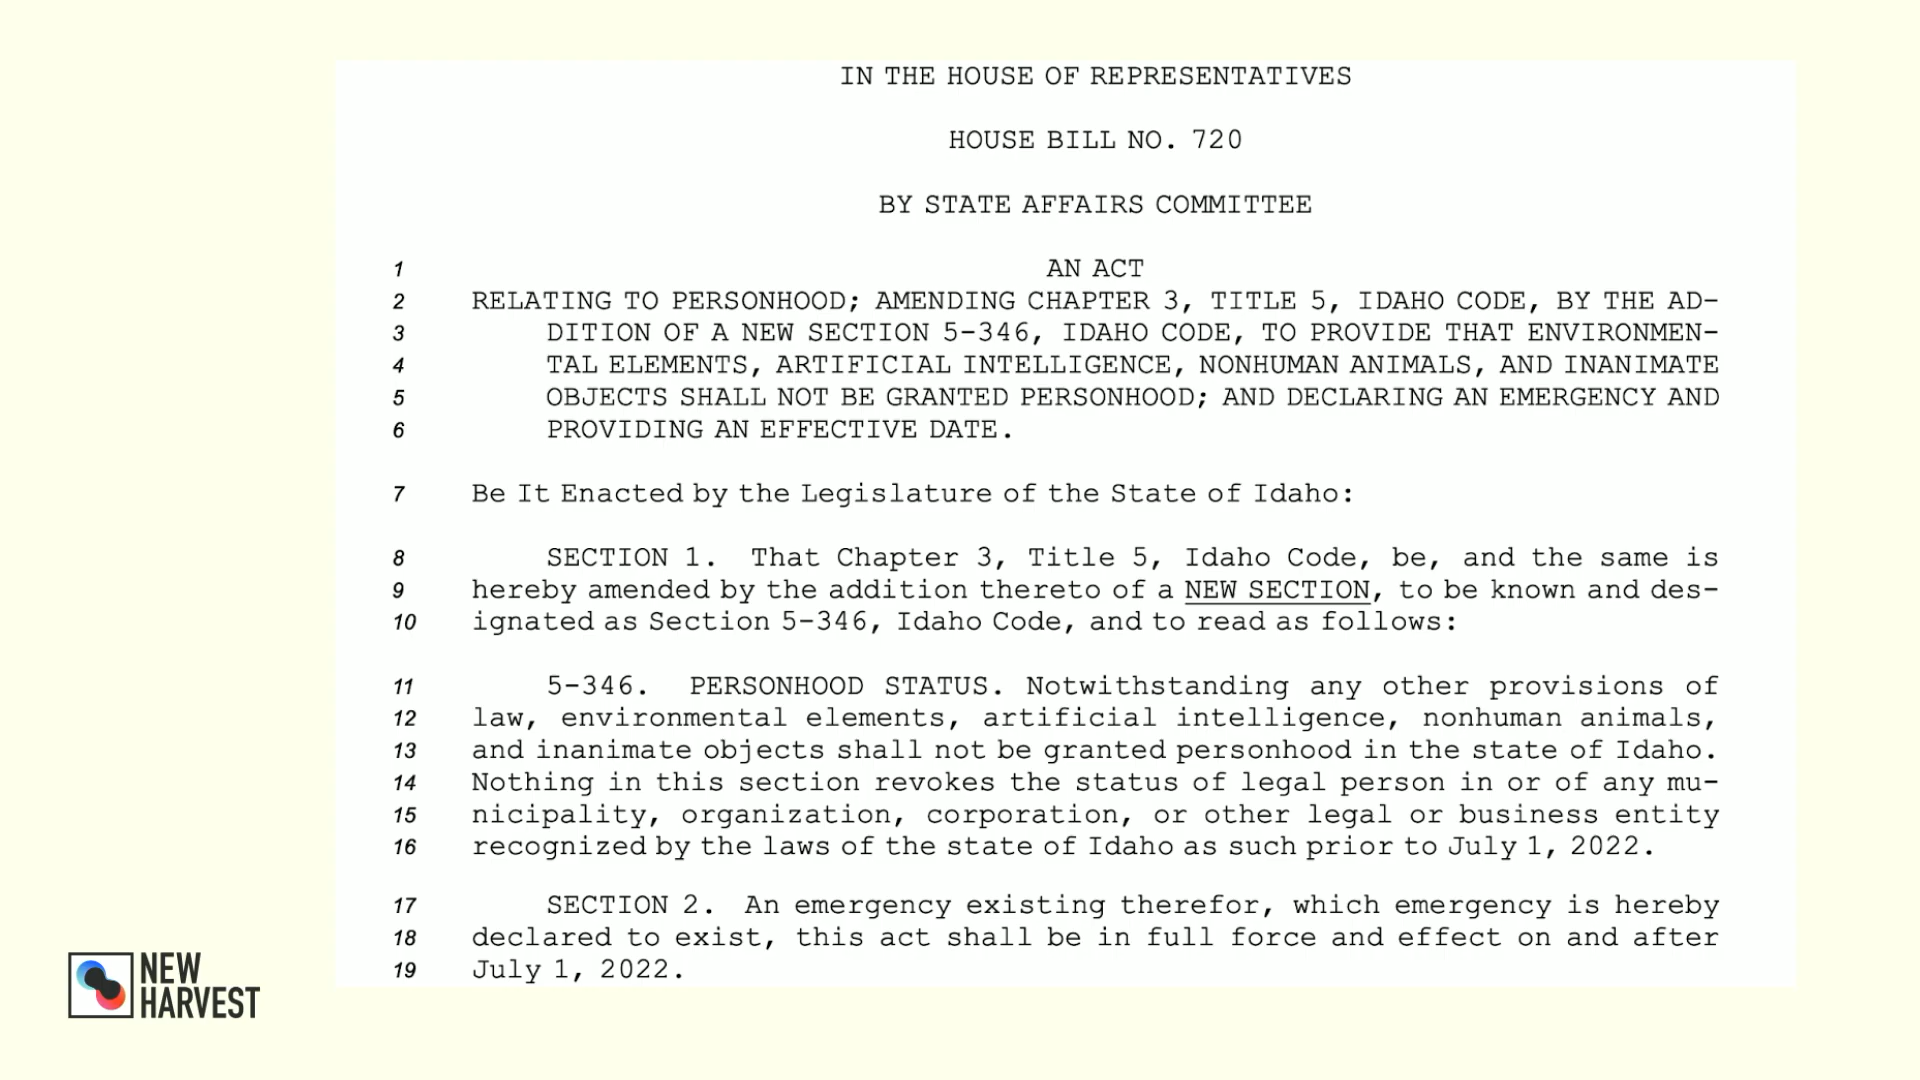 IN THE HOUSE OF REPRESENTATIVES
HOUSE BILL NO. 720
BY STATE AFFAIRS COMMITTEE
1 AN ACT
2 RELATING TO PERSONHOOD; AMENDING CHAPTER 3, TITLE 5, IDAHO CODE, BY THE AD-
3 DITION OF A NEW SECTION 5-346, IDAHO CODE, TO PROVIDE THAT ENVIRONMEN-
4 TAL ELEMENTS, ARTIFICIAL INTELLIGENCE, NONHUMAN ANIMALS, AND INANIMATE
5 OBJECTS SHALL NOT BE GRANTED PERSONHOOD; AND DECLARING AN EMERGENCY AND
6 PROVIDING AN EFFECTIVE DATE.
7 Be It Enacted by the Legislature of the State of Idaho:
8 SECTION 1. That Chapter 3, Title 5, Idaho Code, be, and the same is
9 hereby amended by the addition thereto of a NEW SECTION, to be known and des-
10 ignated as Section 5-346, Idaho Code, and to read as follows:
11 5-346. PERSONHOOD STATUS. Notwithstanding any other provisions of
12 law, environmental elements, artificial intelligence, nonhuman animals,
13 and inanimate objects shall not be granted personhood in the state of Idaho.
14 Nothing in this section revokes the status of legal person in or of any mu-
15 nicipality, organization, corporation, or other legal or business entity
16 recognized by the laws of the state of Idaho as such prior to July 1, 2022.
17 SECTION 2. An emergency existing therefor, which emergency is hereby
18 declared to exist, this act shall be in full force and effect on and after
19 July 1, 2022.
NEW
HARVEST